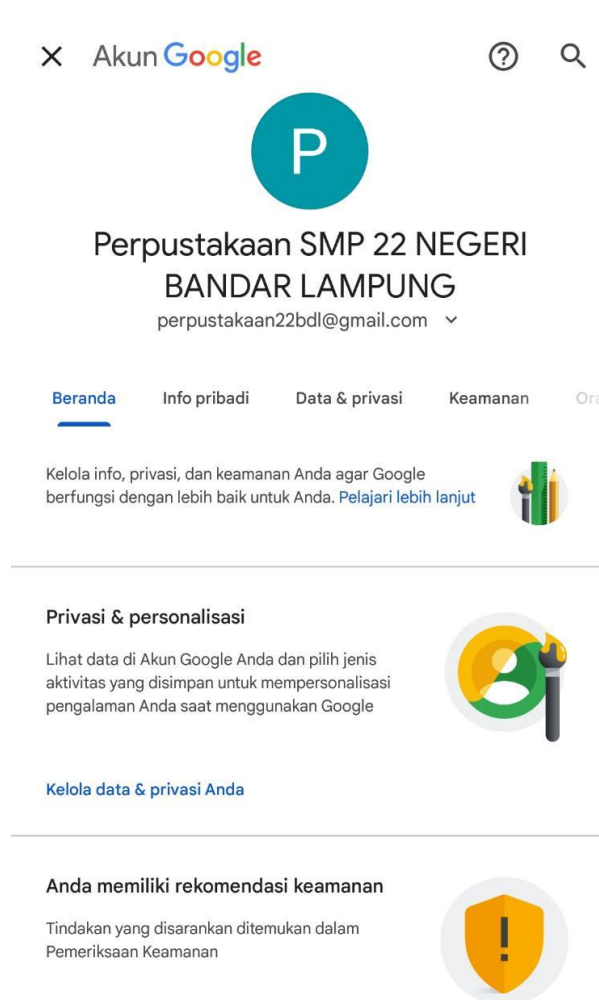 Akun Google
P
Perpustakaan SMP 22 NEGERI
BANDAR LAMPUNG
perpustakaan22bdl@gmail.com
Beranda Info pribadi Data & privasi Keamanan
Kelola info, privasi, dan keamanan Anda agar Google
berfungsi dengan lebih baik untuk Anda. Pelajari lebih lanjut
Privasi & personalisasi
Lihat data di Akun Google Anda dan pilih jenis
aktivitas yang disimpan untuk mempersonalisasi
pengalaman Anda saat menggunakan Google
Kelola data & privasi Anda
Anda memiliki rekomendasi keamanan
Tindakan yang disarankan ditemukan dalam
Pemeriksaan Keamanan